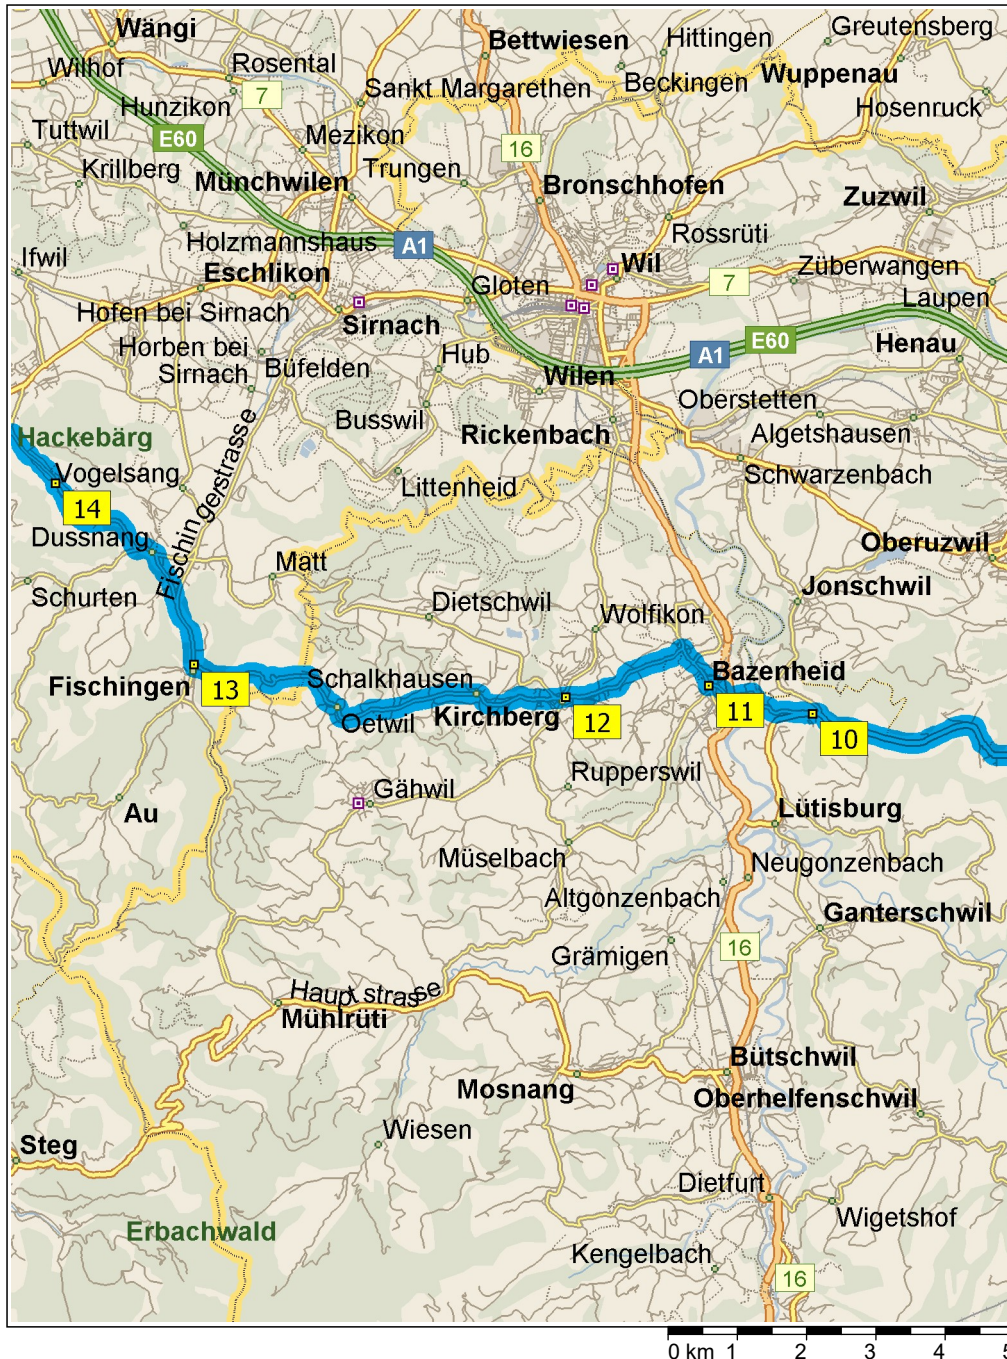 Wängi
Bettwiesen
Hittingen
Greutensberg
Wilhof
Rosental
Sankt Margarethen
Beckingen
Wuppenau
Hunzikon
7
Hosenruck
Tuttwil
E60
Mezikon
16
Krillberg
Münchwilen
Trungen
Bronschhofen
Zuzwil
Holzmannshaus
A1
Rossrüti
Ifwil
Eschlikon
Gloten
Wil
7
Züberwangen
Laupen
Hofen bei Sirnach
Sirnach
Horben bei
Sirnach
Büfelden
Hub
Wilen
A1
E60
Henau
Busswil
Rickenbach
Oberstetten
Algetshausen
Hackebärg
Fischingerstrasse
Vogelsang
Littenheid
Schwarzenbach
14
Dussnang
Matt
Oberuzwil
Schurten
Dietschwil
Wolfikon
Jonschwil
Fischingen
13
Schalkhausen
Bazenheid
Oetwil
Kirchberg
12
11
10
Gähwil
Rupperswil
Au
Lütisburg
Müselbach
Neugonzenbach
Altgonzenbach
Ganterschwil
Grämigen
16
Hauptstrasse
Mühlrüti
Mosnang
Bütschwil
Oberhelfenschwil
Steg
Wiesen
Dietfurt
Wigetshof
Erbachwald
Kengelbach
16
0 km 1 2 3 4 5